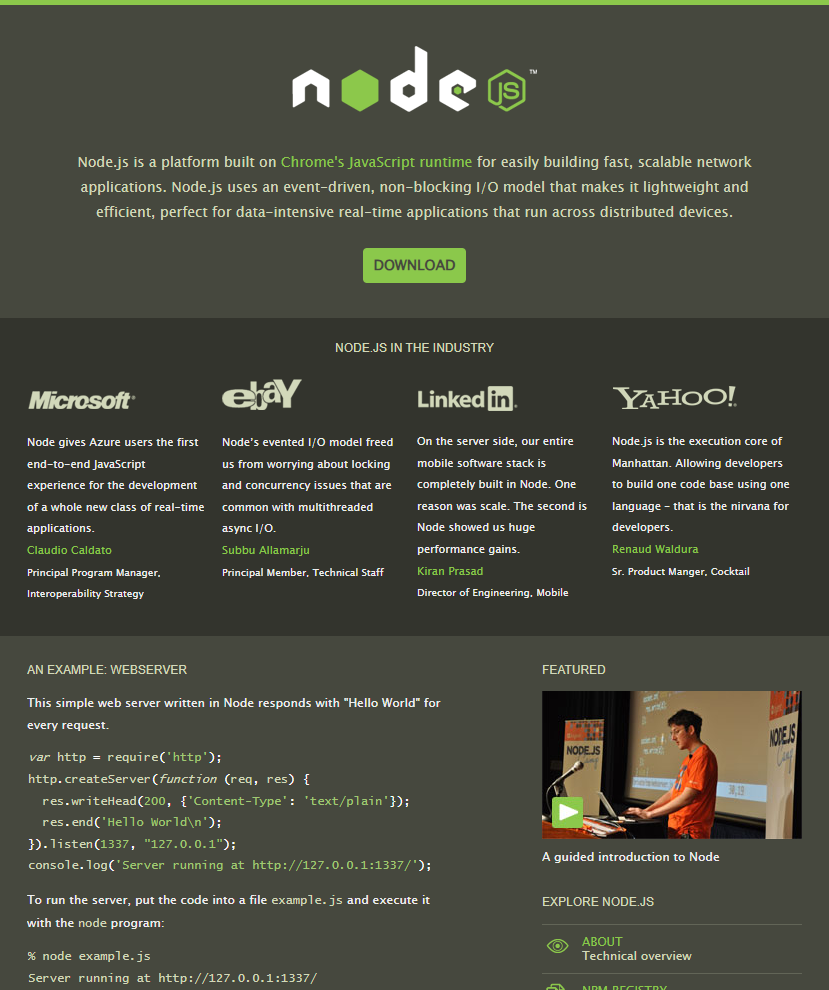 node JS ™
Node.js is a platform built on Chrome's JavaScript runtime for easily building fast, scalable network
applications. Node.js uses an event-driven, non-blocking I/O model that makes it lightweight and
efficient, perfect for data-intensive real-time applications that run across distributed devices.
DOWNLOAD
NODE.JS IN THE INDUSTRY
Microsoft
Node gives Azure users the first
end-to-end JavaScript
experience for the development
of a whole new class of real-time
applications.
Claudio Caldato
Principal Program Manager,
Interoperability Strategy
ebay
Node's evented I/O model freed
us from worrying about locking
and concurrency issues that are
common with multithreaded
async I/O.
Subbu Allamarju
Principal Member, Technical Staff
Linked in
On the server side, our entire
mobile software stack is
completely built in Node. One
reason was scale. The second is
Node showed us huge
performance gains.
Kiran Prasad
Director of Engineering, Mobile
YAHOO!
Node.js is the execution core of
Manhattan. Allowing developers
to build one code base using one
language – that is the nirvana for
developers.
Renaud Waldura
Sr. Product Manger, Cocktail
AN EXAMPLE: WEBSERVER
This simple web server written in Node responds with "Hello World" for
every request.
var http = require('http');
http.createServer(function (req, res) {
  res.writeHead(200, {'Content-Type': 'text/plain'});
  res.end('Hello World\n');
}).listen(1337, "127.0.0.1");
console.log('Server running at http://127.0.0.1:1337/');
To run the server, put the code into a file example.js and execute it
with the node program:
% node example.js
Server running at http://127.0.0.1:1337/
FEATURED
NODE.JS
Camp
NODE.JS
Camp
30,19
A guided introduction to Node
EXPLORE NODE.JS
ABOUT
Technical overview
NPM REGISTRY